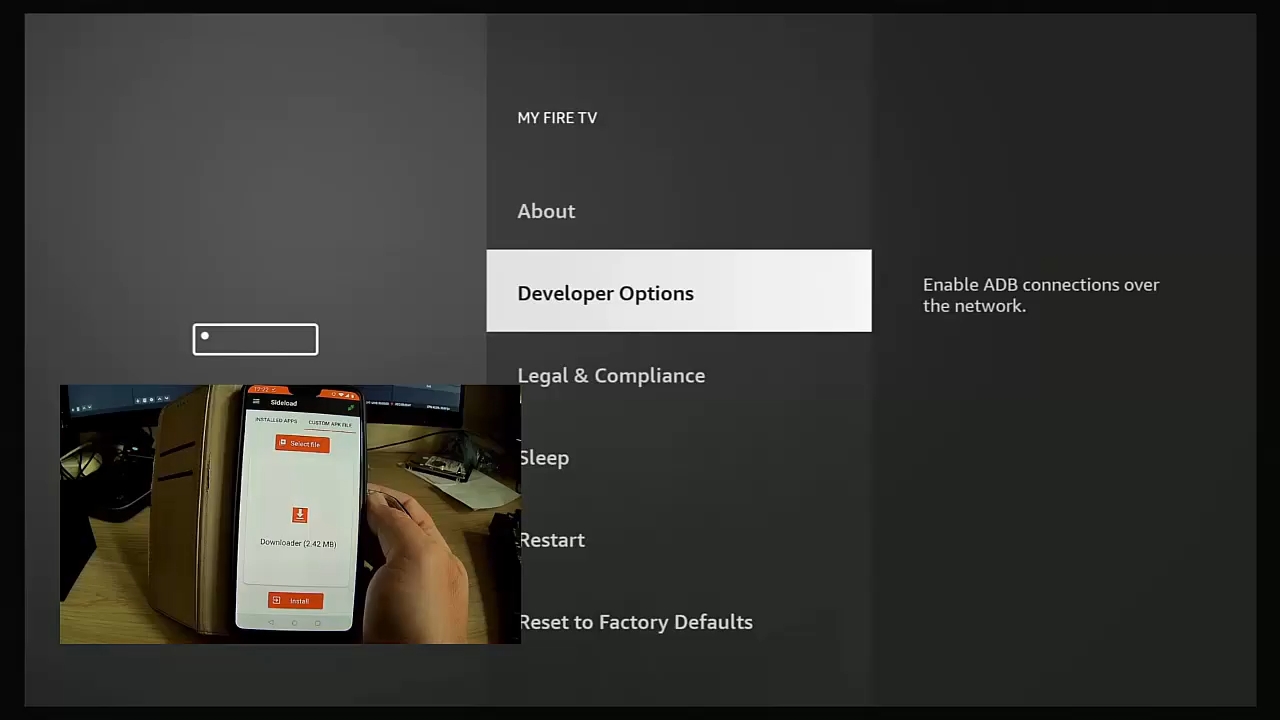 MY FIRE TV
About
Developer Options
Enable ADB connections over
the network.
Legal & Compliance
Sleep
Restart
Reset to Factory Defaults
Sideload
INSTALLED APPS
CUSTOM APK FILE
Select file
Downloader (2.42 MB)
Install